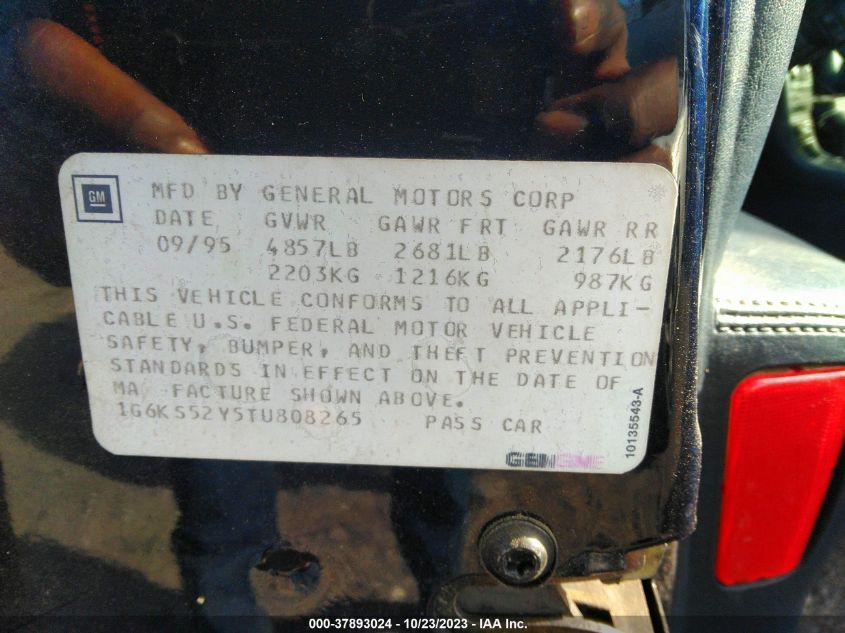 GM
MFD BY GENERAL MOTORS CORP
DATE GVWR GAWR FRT GAWR RR
09/95 4857LB 2681LB 2176LB
2203KG 1216KG 987KG
THIS VEHICLE CONFORMS TO ALL APPLI-
CABLE U.S. FEDERAL MOTOR VEHICLE
SAFETY, BUMPER, AND THEFT PREVENTION
STANDARDS IN EFFECT ON THE DATE OF
MA FACTURE SHOWN ABOVE.
1G6KS52Y5TU808265 PASS CAR
10135543-A
000-37893024 - 10/23/2023 - IAA Inc.